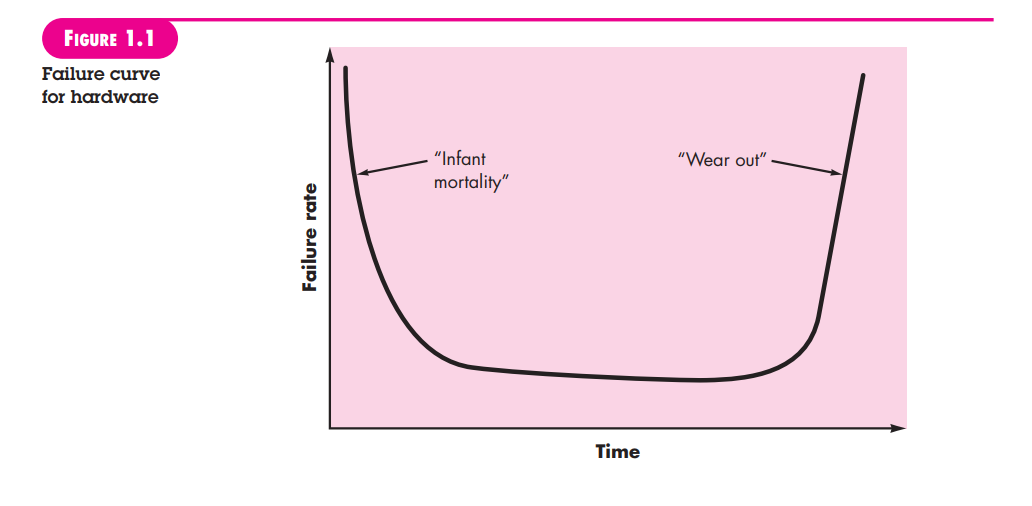 FIGURE 1.1
Failure curve
for hardware
“Infant
mortality”
“Wear out”
Failure rate
Time